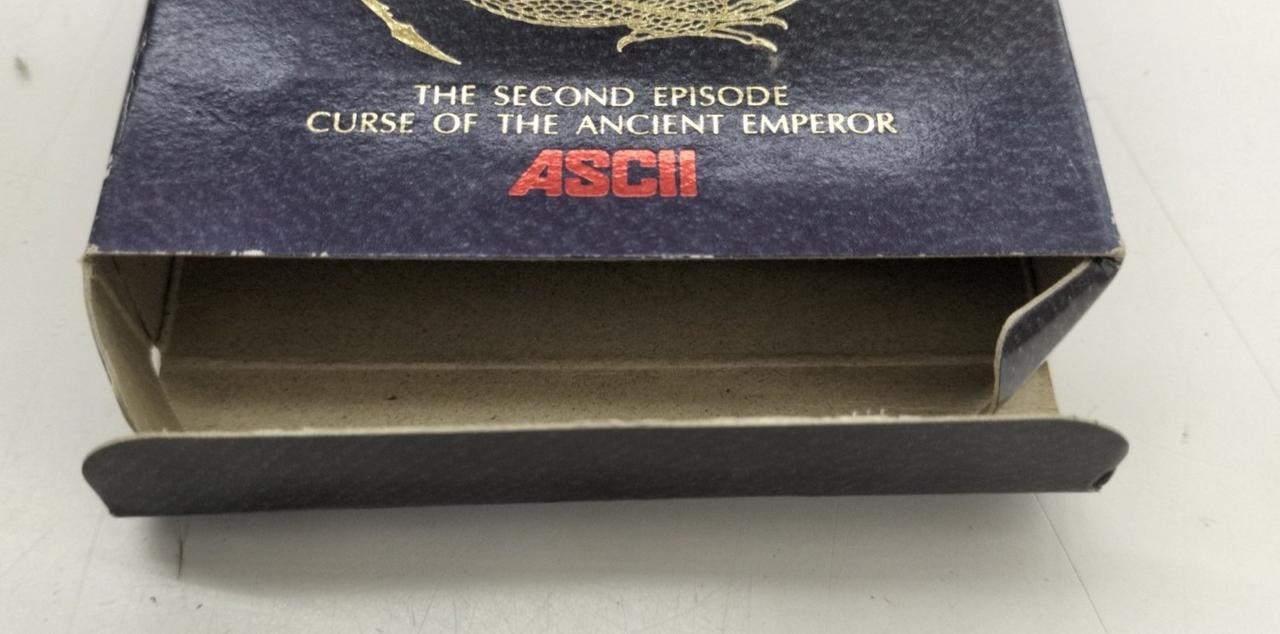 THE SECOND EPISODE
CURSE OF THE ANCIENT EMPEROR
ASCII